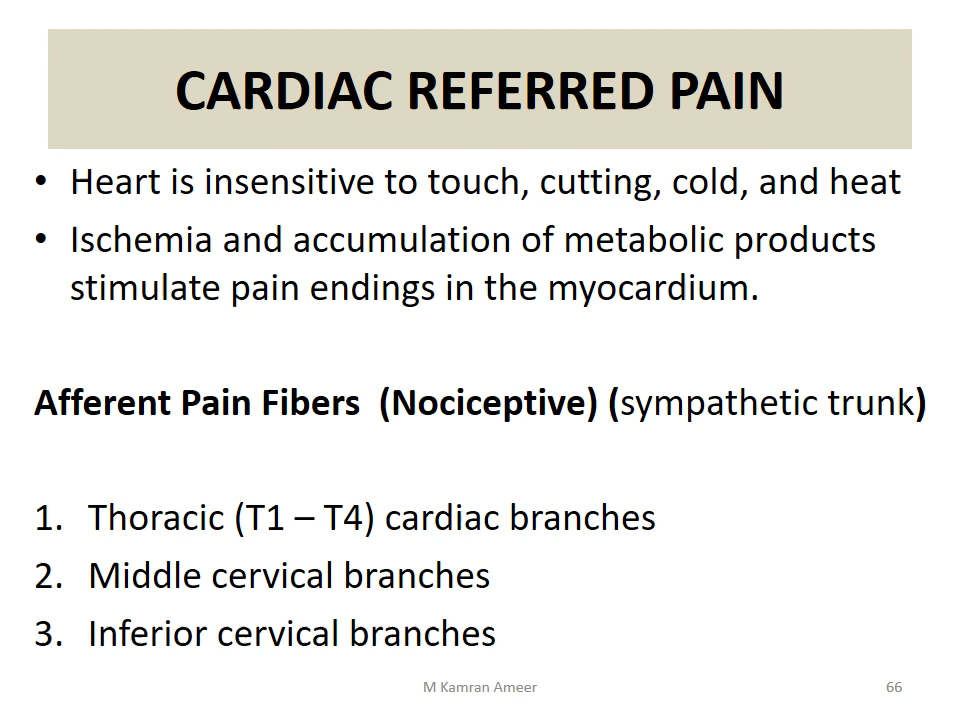 CARDIAC REFERRED PAIN
• Heart is insensitive to touch, cutting, cold, and heat
• Ischemia and accumulation of metabolic products
stimulate pain endings in the myocardium.
Afferent Pain Fibers  (Nociceptive) (sympathetic trunk)
1. Thoracic (T1 – T4) cardiac branches
2. Middle cervical branches
3. Inferior cervical branches
M Kamran Ameer
66